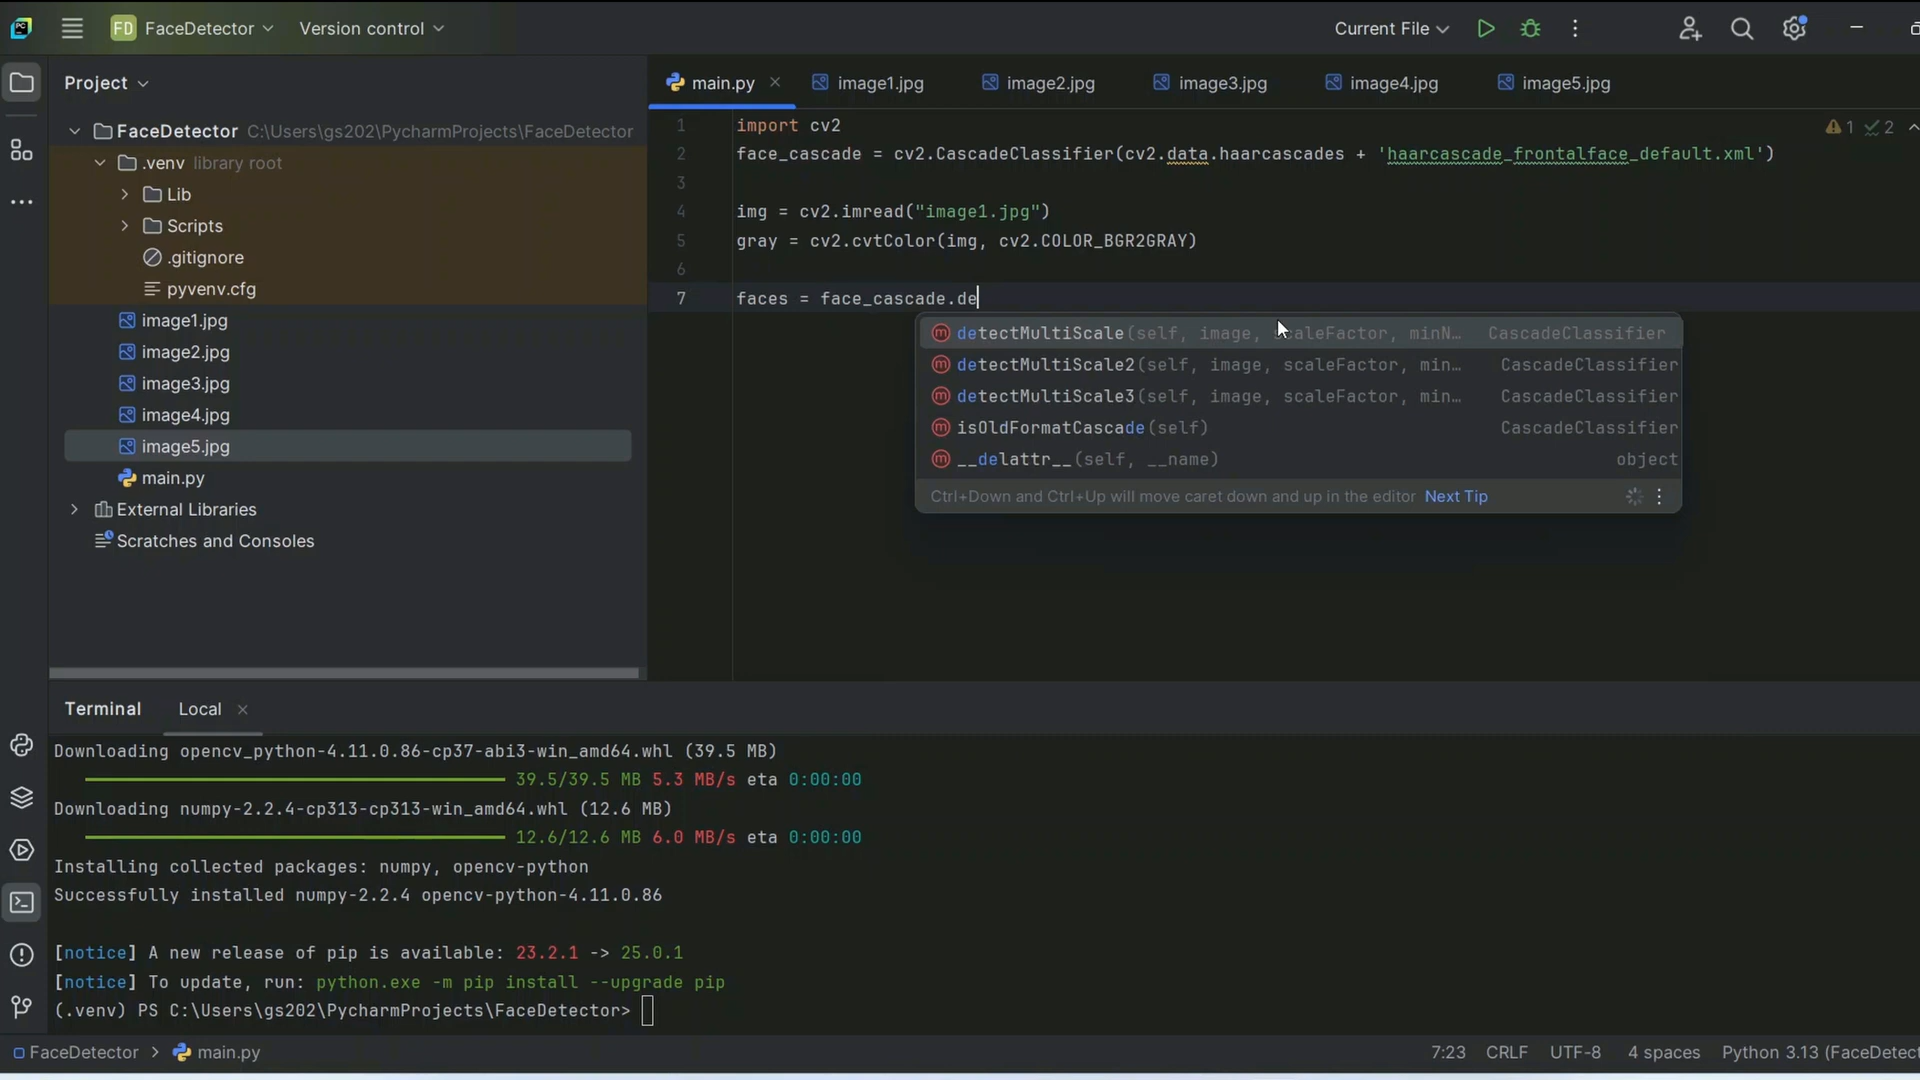 FD FaceDetector Version control Current File
Project
main.py image1.jpg image2.jpg image3.jpg image4.jpg image5.jpg
FaceDetector C:\Users\gs202\PycharmProjects\FaceDetector
.venv library root
Lib
Scripts
.gitignore
pyvenv.cfg
image1.jpg
image2.jpg
image3.jpg
image4.jpg
image5.jpg
main.py
External Libraries
Scratches and Consoles
1 import cv2
2 face_cascade = cv2.CascadeClassifier(cv2.data.haarcascades + 'haarcascade_frontalface_default.xml')
3
4 img = cv2.imread("image1.jpg")
5 gray = cv2.cvtColor(img, cv2.COLOR_BGR2GRAY)
6
7 faces = face_cascade.de
1 2
detectMultiScale(self, image, scaleFactor, minN… CascadeClassifier
detectMultiScale2(self, image, scaleFactor, min… CascadeClassifier
detectMultiScale3(self, image, scaleFactor, min… CascadeClassifier
isOldFormatCascade(self) CascadeClassifier
__delattr__(self, __name) object
Ctrl+Down and Ctrl+Up will move caret down and up in the editor Next Tip
Terminal Local
Downloading opencv_python-4.11.0.86-cp37-abi3-win_amd64.whl (39.5 MB)
39.5/39.5 MB 5.3 MB/s eta 0:00:00
Downloading numpy-2.2.4-cp313-cp313-win_amd64.whl (12.6 MB)
12.6/12.6 MB 6.0 MB/s eta 0:00:00
Installing collected packages: numpy, opencv-python
Successfully installed numpy-2.2.4 opencv-python-4.11.0.86
[notice] A new release of pip is available: 23.2.1 -> 25.0.1
[notice] To update, run: python.exe -m pip install --upgrade pip
(.venv) PS C:\Users\gs202\PycharmProjects\FaceDetector>
FaceDetector > main.py 7:23 CRLF UTF-8 4 spaces Python 3.13 (FaceDetect